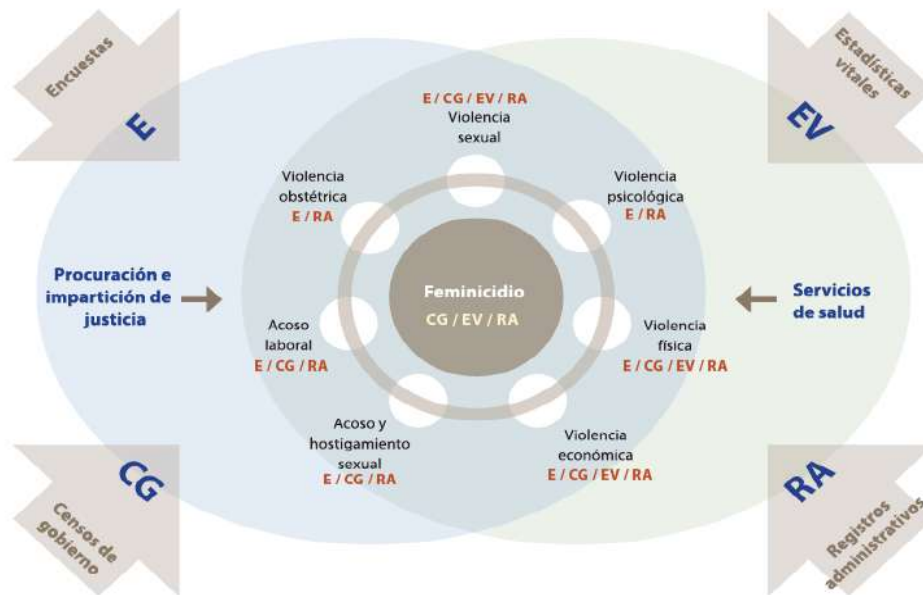 Encuestas
E
Estadísticas
vitales
EV
E / CG / EV / RA
Violencia
sexual
Violencia
obstétrica
E / RA
Violencia
psicológica
E / RA
Procuración e
impartición de
justicia
Feminicidio
CG / EV / RA
Servicios
de salud
Acoso
laboral
E / CG / RA
Violencia
física
E / CG / EV / RA
Acoso y
hostigamiento
sexual
E / CG / RA
Violencia
económica
E / CG / EV / RA
CG
Censos de
gobierno
RA
Registros
administrativos